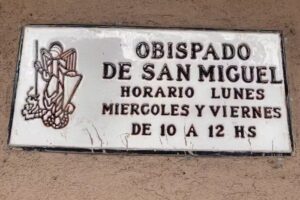 OBISPADO
DE SAN MIGUEL
HORARIO LUNES
MIERCOLES Y VIERNES
DE 10 A 12 HS